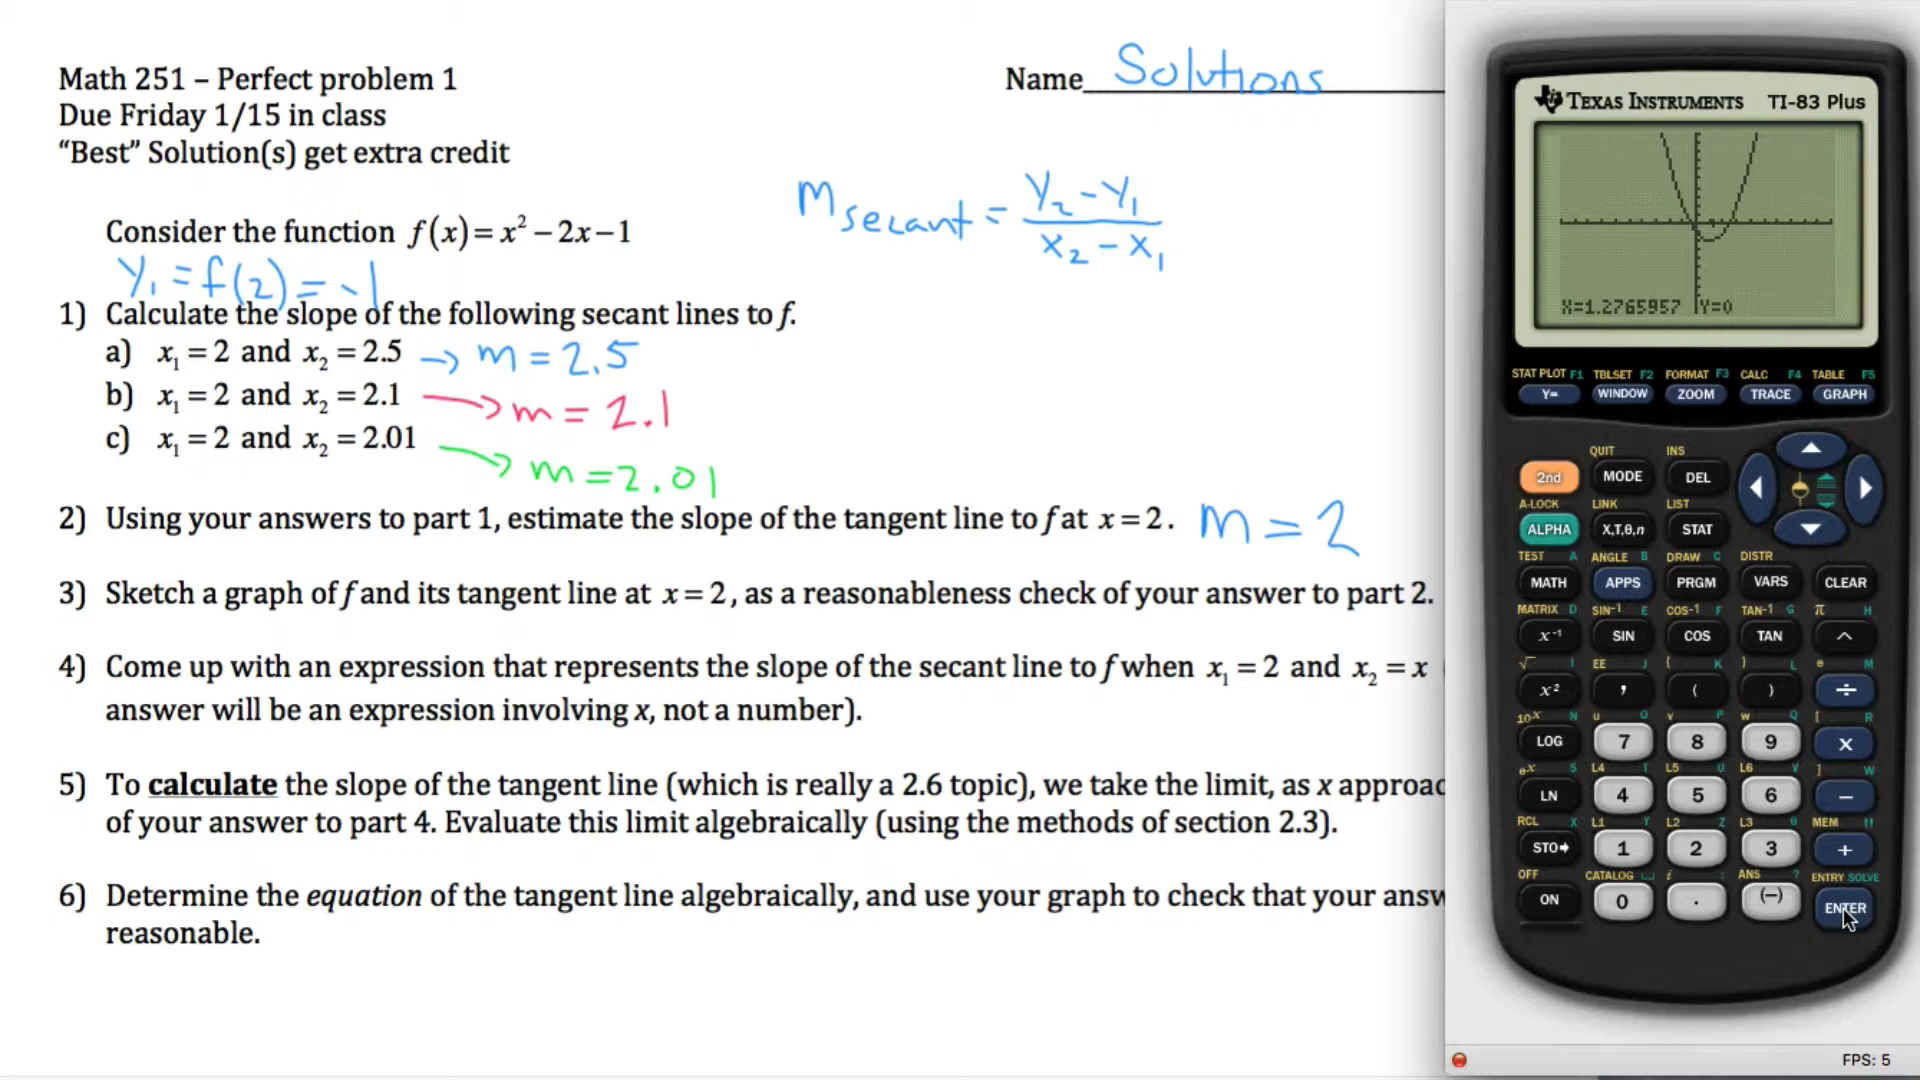 Math 251 – Perfect problem 1
Name Solutions
Due Friday 1/15 in class
“Best” Solution(s) get extra credit
m secant = y₂ – y₁ / x₂ – x₁
Consider the function f(x) = x² – 2x – 1
y₁ = f(2) = -1
1) Calculate the slope of the following secant lines to f.
a) x₁ = 2 and x₂ = 2.5 → m = 2.5
b) x₁ = 2 and x₂ = 2.1 → m = 2.1
c) x₁ = 2 and x₂ = 2.01 → m = 2.01
2) Using your answers to part 1, estimate the slope of the tangent line to f at x = 2. m = 2
3) Sketch a graph of f and its tangent line at x = 2, as a reasonableness check of your answer to part 2.
4) Come up with an expression that represents the slope of the secant line to f when x₁ = 2 and x₂ = x
answer will be an expression involving x, not a number).
5) To calculate the slope of the tangent line (which is really a 2.6 topic), we take the limit, as x approac
of your answer to part 4. Evaluate this limit algebraically (using the methods of section 2.3).
6) Determine the equation of the tangent line algebraically, and use your graph to check that your answ
reasonable.
TEXAS INSTRUMENTS TI-83 Plus
X=1.2765957 Y=0
STAT PLOT F1 TBLSET F2 FORMAT F3 CALC F4 TABLE F5
Y= WINDOW ZOOM TRACE GRAPH
QUIT INS
2nd MODE DEL
A-LOCK LINK LIST
ALPHA X,T,θ,n STAT
TEST A ANGLE B DRAW C DISTR
MATH APPS PRGM VARS CLEAR
MATRIX D SIN⁻¹ E COS⁻¹ F TAN⁻¹ G π H
x⁻¹ SIN COS TAN ^
√ I EE J { K } L e M
x² , ( ) ÷
10ˣ N u O v P w Q [ R
LOG 7 8 9 x
eˣ S L4 T L5 U L6 V ] W
LN 4 5 6 –
RCL X L1 Y L2 Z L3 θ MEM "
STO➔ 1 2 3 +
OFF CATALOG ␣ i : ANS ? ENTRY SOLVE
ON 0 . (–) ENTER
FPS: 5